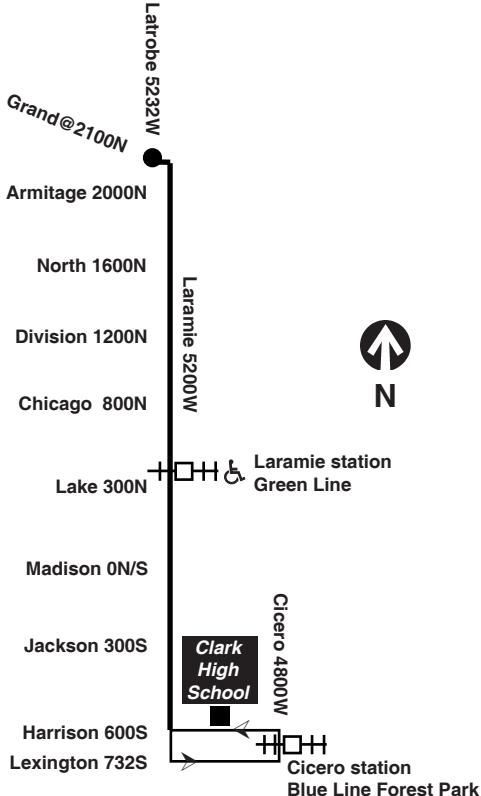 Latrobe 5232W
Grand@2100N
Armitage 2000N
North 1600N
Laramie 5200W
Division 1200N
N
Chicago 800N
Laramie station
Green Line
Lake 300N
Madison 0N/S
Cicero 4800W
Jackson 300S
Clark
High
School
Harrison 600S
Lexington 732S
Cicero station
Blue Line Forest Park